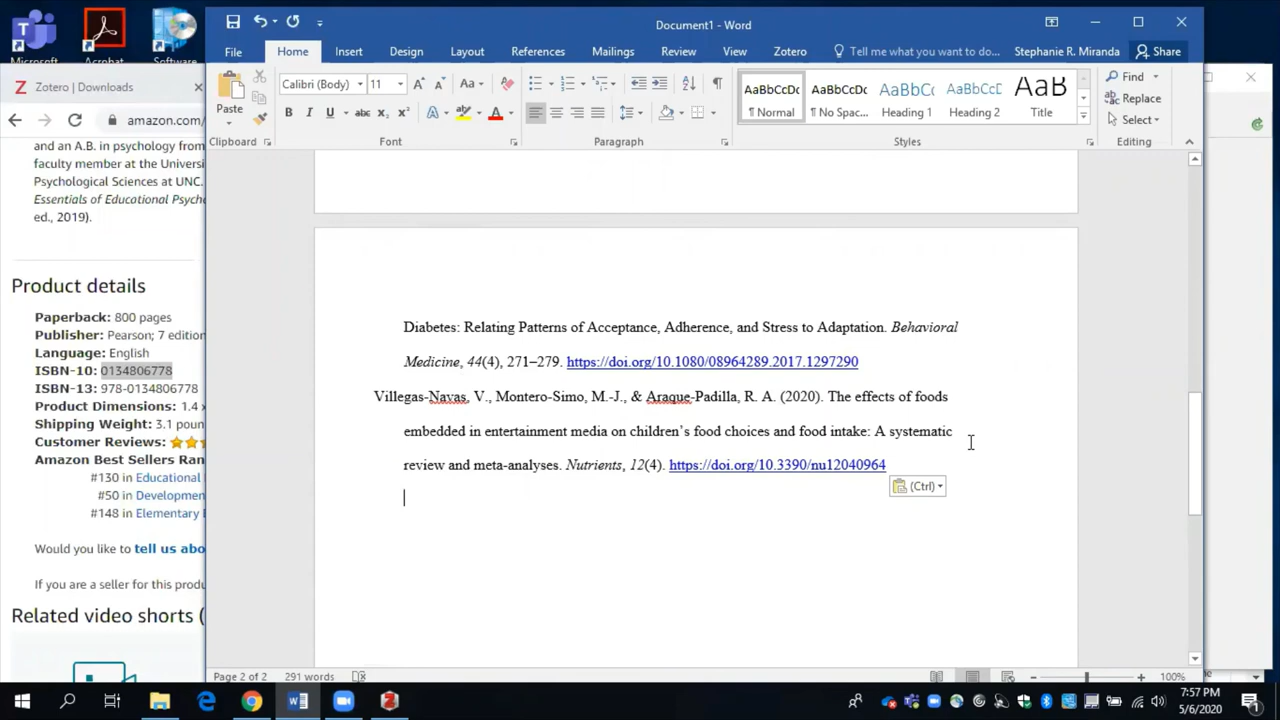 Document1 - Word
File Home Insert Design Layout References Mailings Review View Zotero Tell me what you want to do... Stephanie R. Miranda Share
Microsoft Acrobat Software
Zotero | Downloads
amazon.com/
Paste
Calibri (Body) 11
Clipboard Font Paragraph Styles Editing
AaBbCcDc AaBbCcDc AaBbCc AaBbCcD AaB
¶ Normal ¶ No Spac... Heading 1 Heading 2 Title
Find
Replace
Select
and an A.B. in psychology from
faculty member at the Universi
Psychological Sciences at UNC.
Essentials of Educational Psych
ed., 2019).
Product details
Paperback: 800 pages
Publisher: Pearson; 7 edition
Language: English
ISBN-10: 0134806778
ISBN-13: 978-0134806778
Product Dimensions: 1.4 x
Shipping Weight: 3.1 poun
Customer Reviews:
Amazon Best Sellers Ran
#130 in Educational
#50 in Developmen
#148 in Elementary E
Would you like to tell us abo
If you are a seller for this produ
Related video shorts (
Diabetes: Relating Patterns of Acceptance, Adherence, and Stress to Adaptation. Behavioral
Medicine, 44(4), 271–279. https://doi.org/10.1080/08964289.2017.1297290
Villegas-Navas, V., Montero-Simo, M.-J., & Araque-Padilla, R. A. (2020). The effects of foods
embedded in entertainment media on children’s food choices and food intake: A systematic
review and meta-analyses. Nutrients, 12(4). https://doi.org/10.3390/nu12040964
(Ctrl)
Page 2 of 2 291 words
100%
7:57 PM
5/6/2020